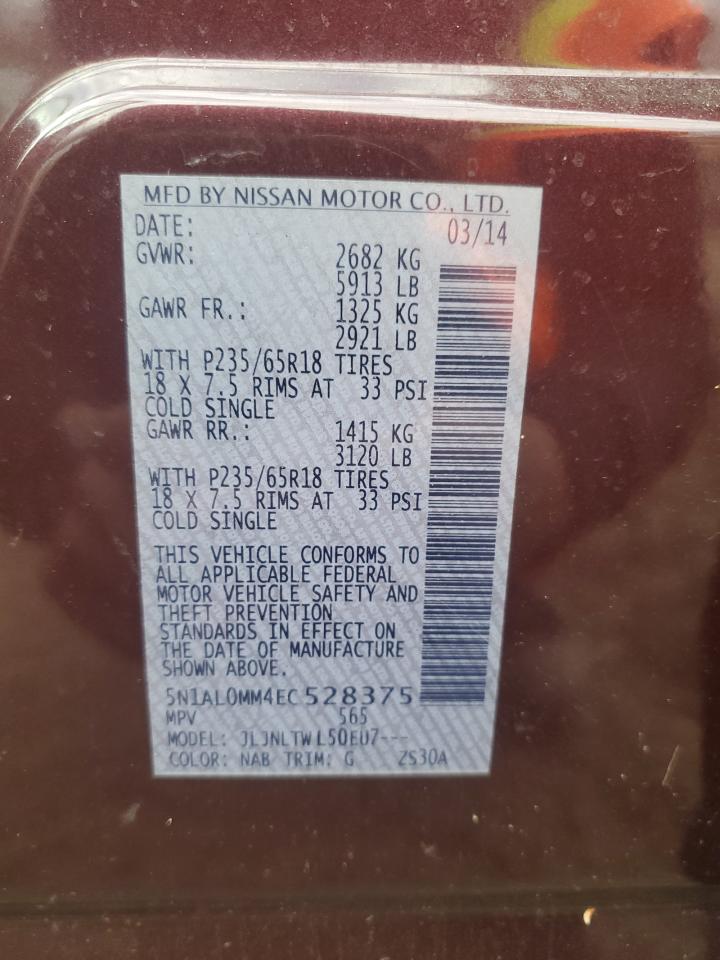 MFD BY NISSAN MOTOR CO., LTD.
DATE: 03/14
GVWR: 2682 KG
5913 LB
GAWR FR.: 1325 KG
2921 LB
WITH P235/65R18 TIRES
18 X 7.5 RIMS AT 33 PSI
COLD SINGLE
GAWR RR.: 1415 KG
3120 LB
WITH P235/65R18 TIRES
18 X 7.5 RIMS AT 33 PSI
COLD SINGLE
THIS VEHICLE CONFORMS TO
ALL APPLICABLE FEDERAL
MOTOR VEHICLE SAFETY AND
THEFT PREVENTION
STANDARDS IN EFFECT ON
THE DATE OF MANUFACTURE
SHOWN ABOVE.
5N1AL0MM4EC528375
MPV 565
MODEL: JLJNLTWL50EU7---
COLOR: NAB TRIM: G ZS30A